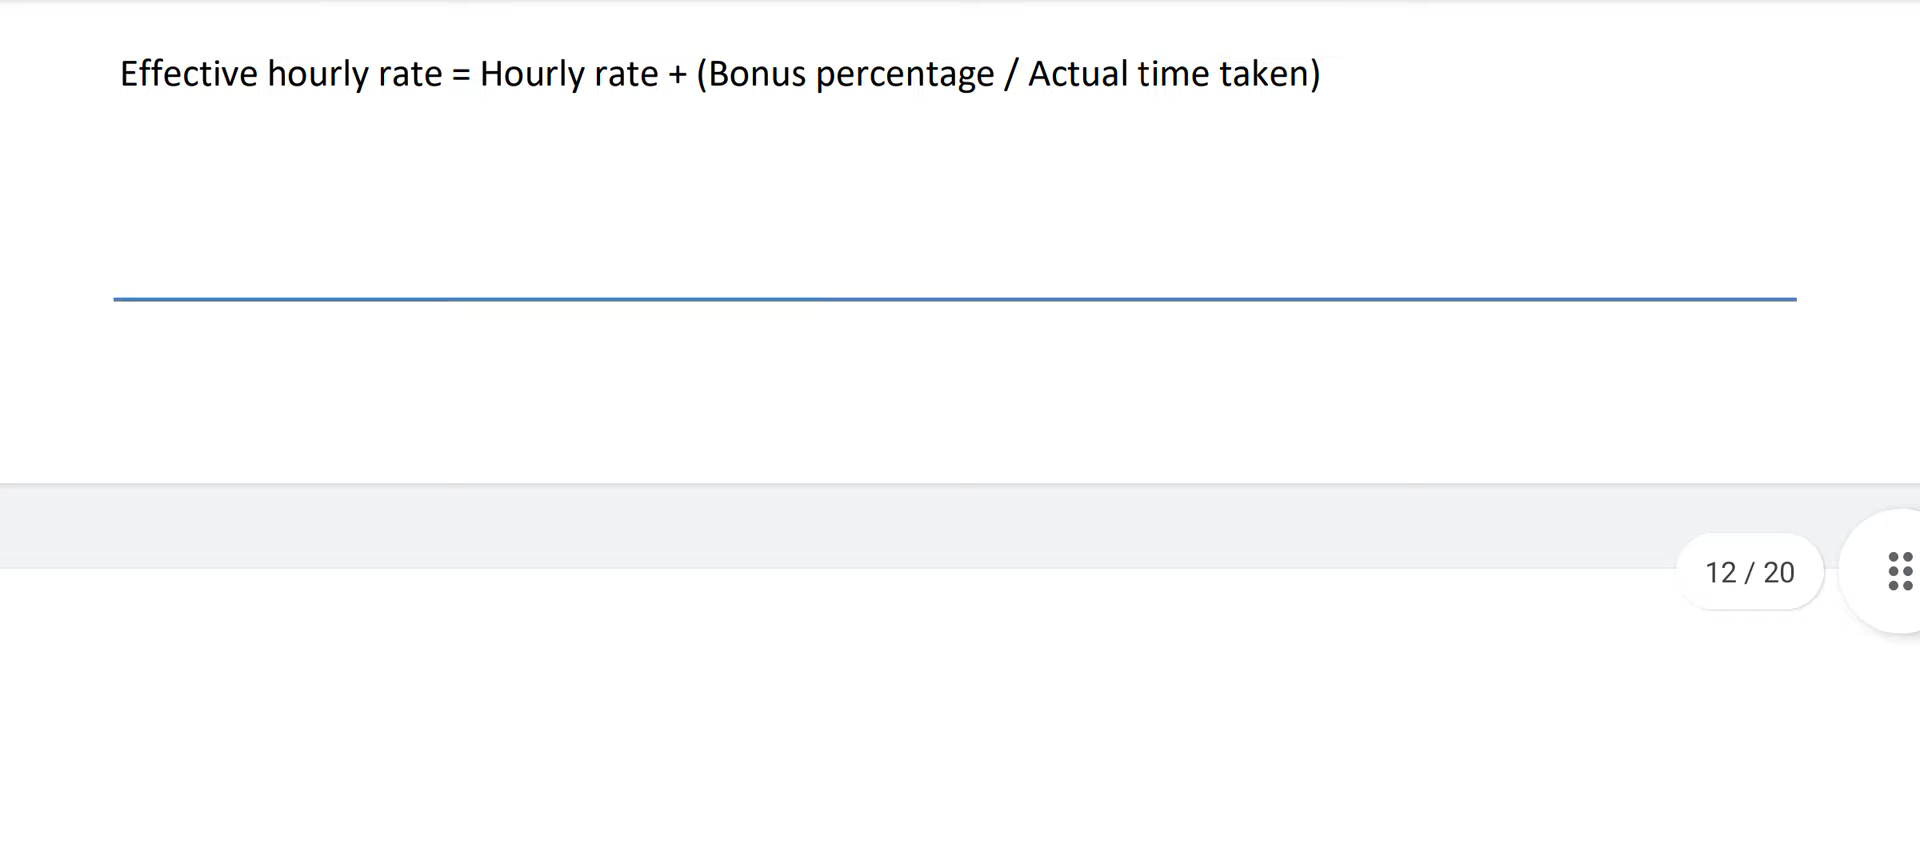 Effective hourly rate = Hourly rate + (Bonus percentage / Actual time taken)
12 / 20